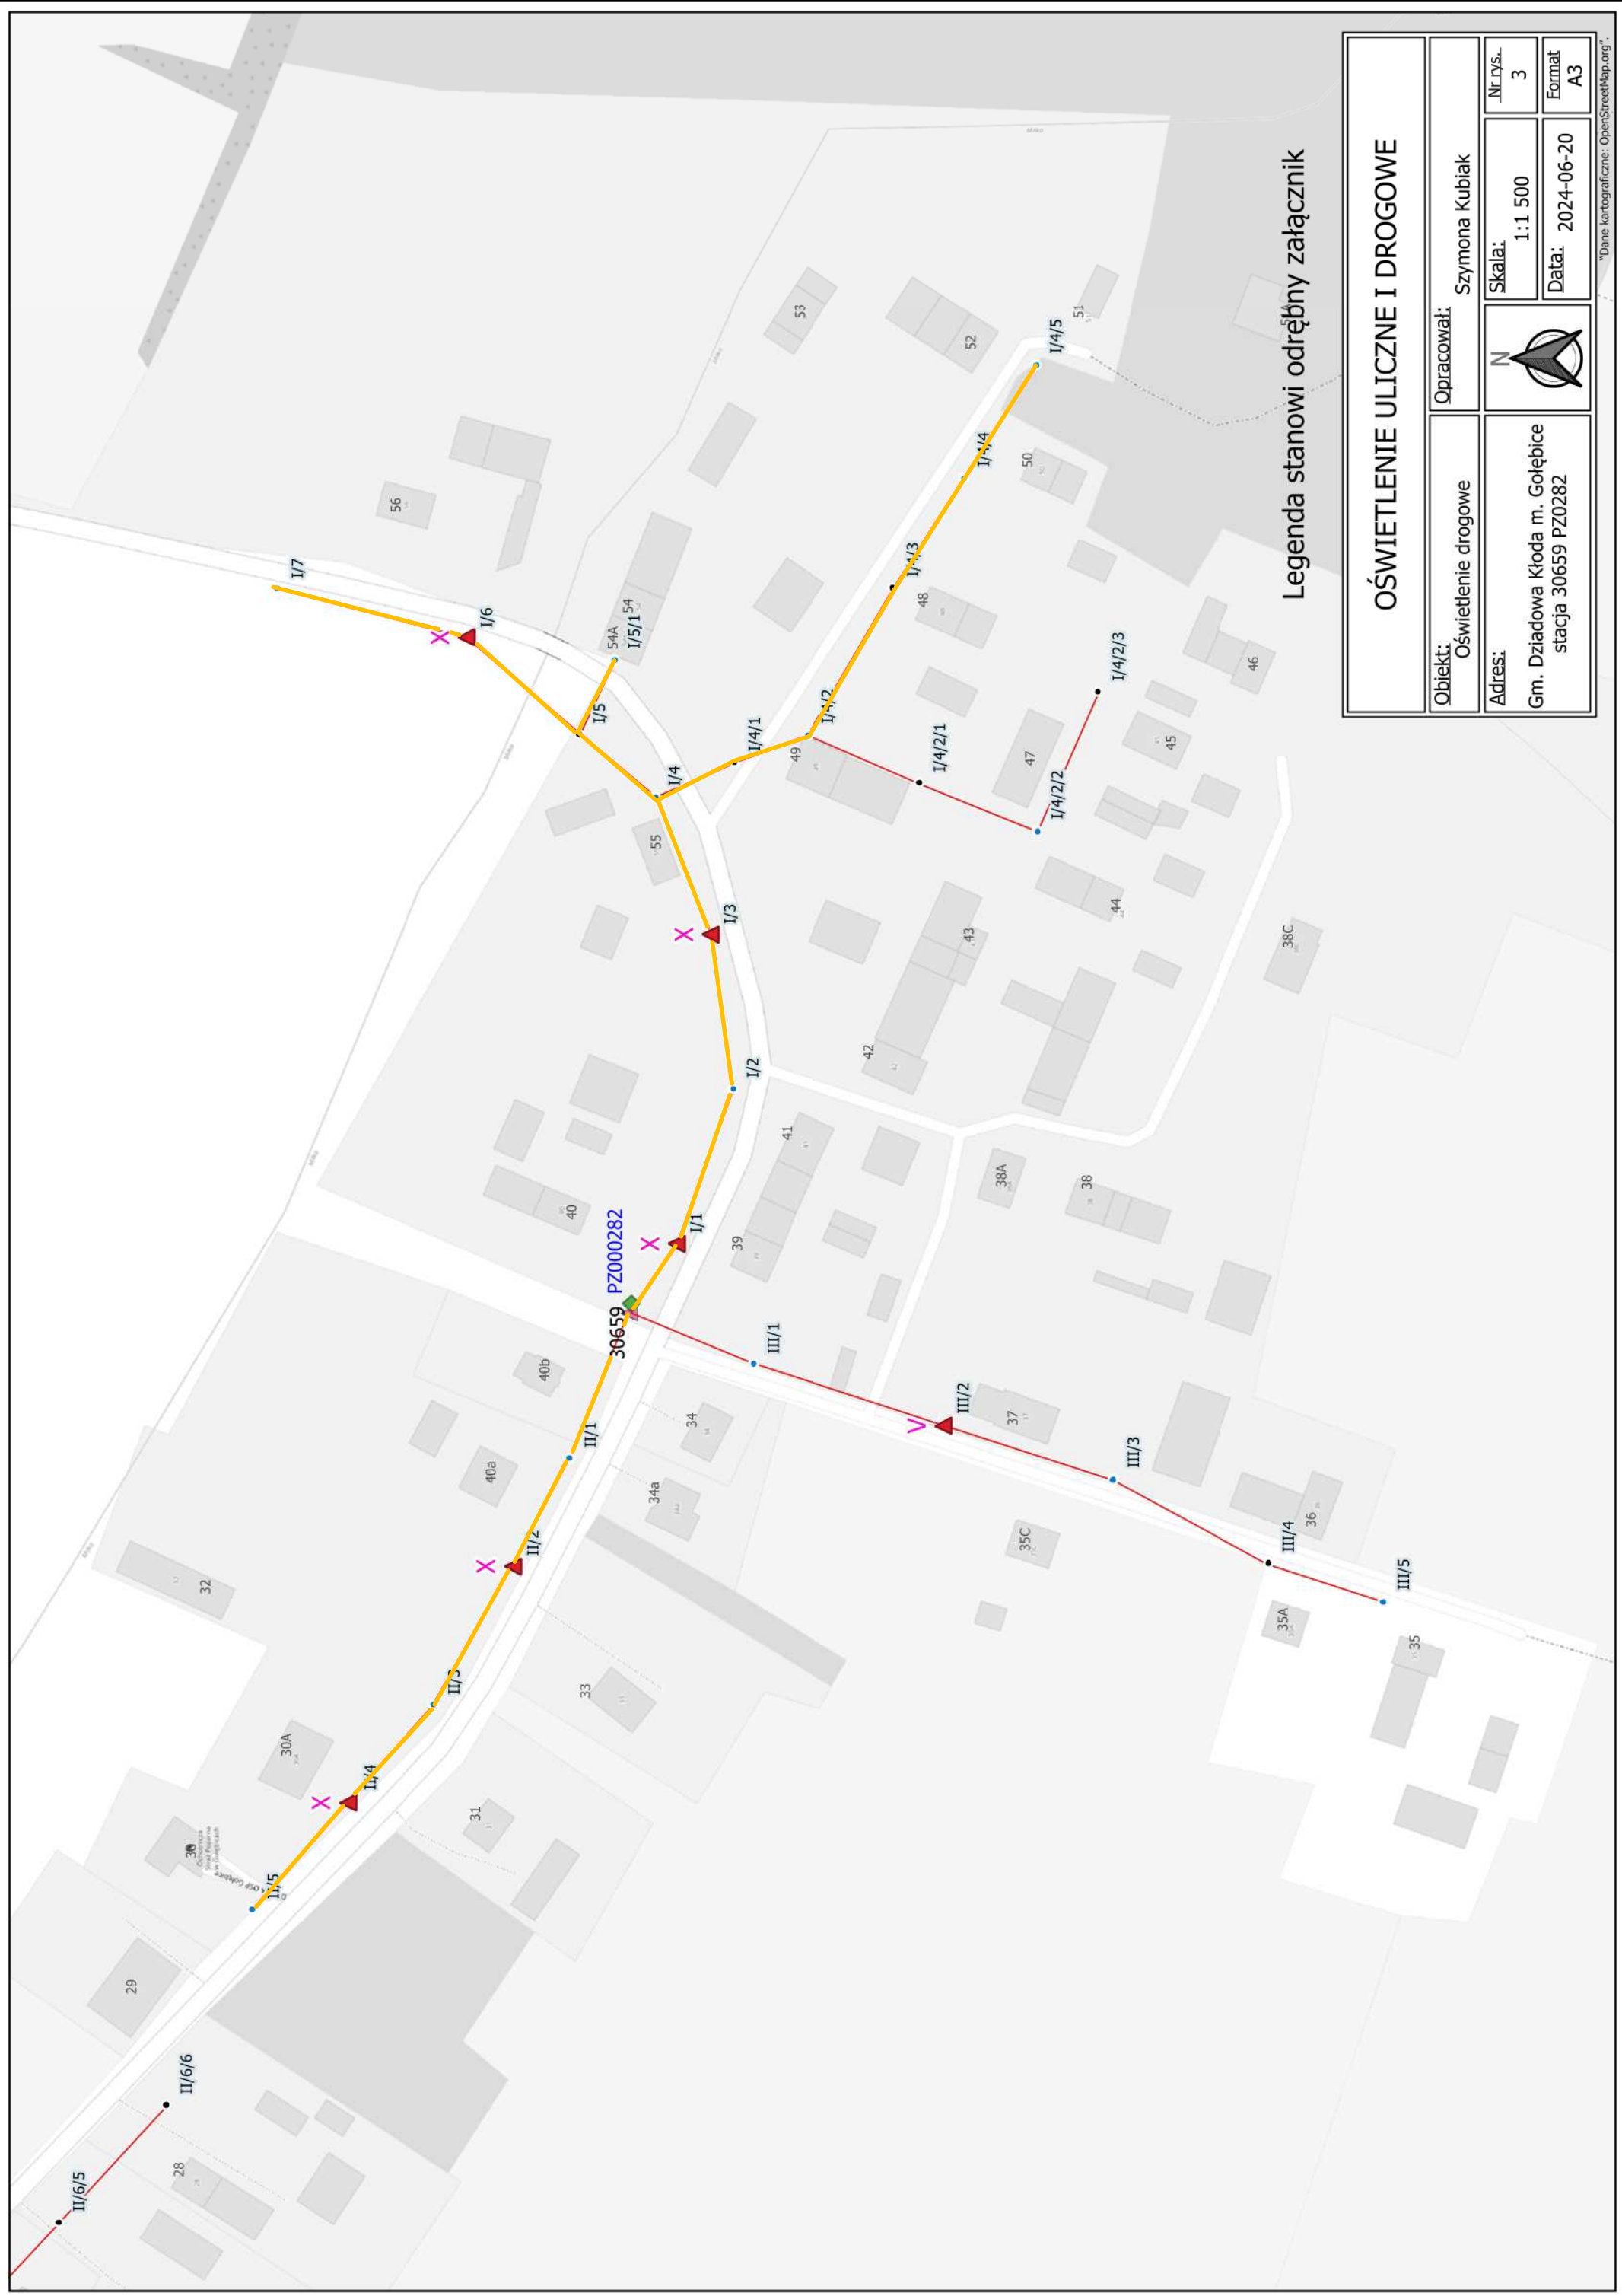 II/6/5
28
II/6/6
29
II/5
30
Ochotnicza
Straż Pożarna
w Gołębicach
30A
X
II/4
31
II/3
33
32
X
II/2
40a
II/1
40b
34a
34
30659
PZ000282
X
I/1
40
39
41
I/2
X
I/3
55
I/4
I/5
I/5/1
54A
54
X
I/6
I/7
56
53
52
51
I/4/1
I/4/2
I/4/3
I/4/4
I/4/5
49
48
50
47
46
45
44
43
42
I/4/2/1
I/4/2/2
I/4/2/3
38C
38A
38
III/1
V
III/2
37
III/3
35C
36
III/4
35A
III/5
35
Legenda stanowi odrębny załącznik
OŚWIETLENIE ULICZNE I DROGOWE
Obiekt:
Oświetlenie drogowe
Opracował:
Szymona Kubiak
Adres:
Gm. Dziadowa Kłoda m. Gołębice
stacja 30659 PZ0282
N
Skala:
1:1 500
Nr rys.
3
Data: 2024-06-20
Format
A3
"Dane kartograficzne: OpenStreetMap.org".